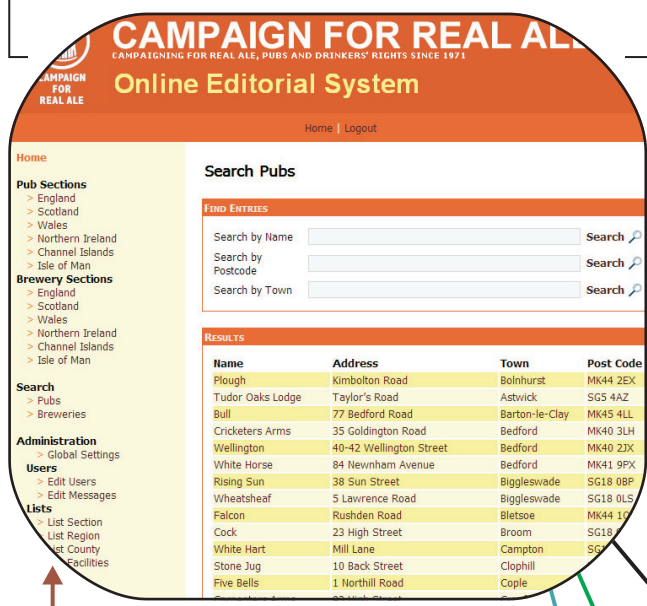 CAMPAIGN FOR REAL ALE
CAMPAIGNING FOR REAL ALE, PUBS AND DRINKERS' RIGHTS SINCE 1971
CAMPAIGN
FOR
REAL ALE
Online Editorial System
Home | Logout
Home
Pub Sections
> England
> Scotland
> Wales
> Northern Ireland
> Channel Islands
> Isle of Man
Brewery Sections
> England
> Scotland
> Wales
> Northern Ireland
> Channel Islands
> Isle of Man
Search
> Pubs
> Breweries
Administration
> Global Settings
Users
> Edit Users
> Edit Messages
Lists
> List Section
> List Region
List County
Facilities
Search Pubs
FIND ENTRIES
Search by Name Search
Search by
Postcode Search
Search by Town Search
RESULTS
Name Address Town Post Code
Plough Kimbolton Road Bolnhurst MK44 2EX
Tudor Oaks Lodge Taylor's Road Astwick SG5 4AZ
Bull 77 Bedford Road Barton-le-Clay MK45 4LL
Cricketers Arms 35 Goldington Road Bedford MK40 3LH
Wellington 40-42 Wellington Street Bedford MK40 2JX
White Horse 84 Newnham Avenue Bedford MK41 9PX
Rising Sun 38 Sun Street Biggleswade SG18 0BP
Wheatsheaf 5 Lawrence Road Biggleswade SG18 0LS
Falcon Rushden Road Bletsoe MK44
Cock 23 High Street Broom SG18
White Hart Mill Lane Campton
Stone Jug 10 Back Street Clophill
Five Bells 1 Northill Road Cople